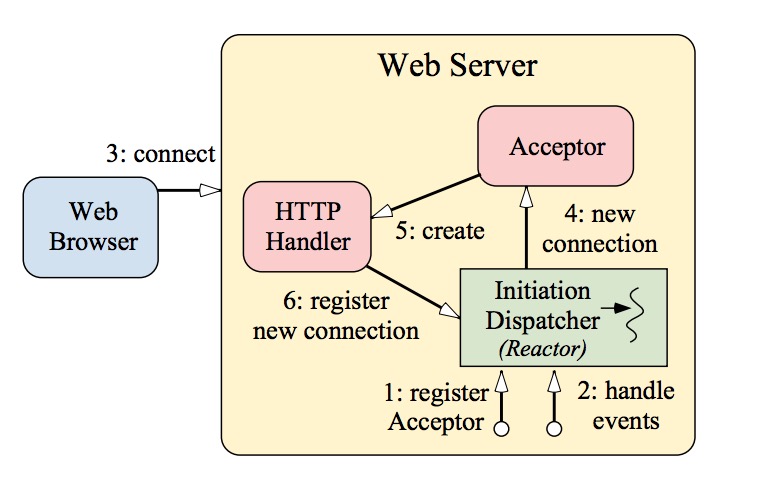 Web Server
3: connect
Web
Browser
HTTP
Handler
Acceptor
5: create
4: new
connection
6: register
new connection
Initiation
Dispatcher
(Reactor)
1: register
Acceptor
2: handle
events